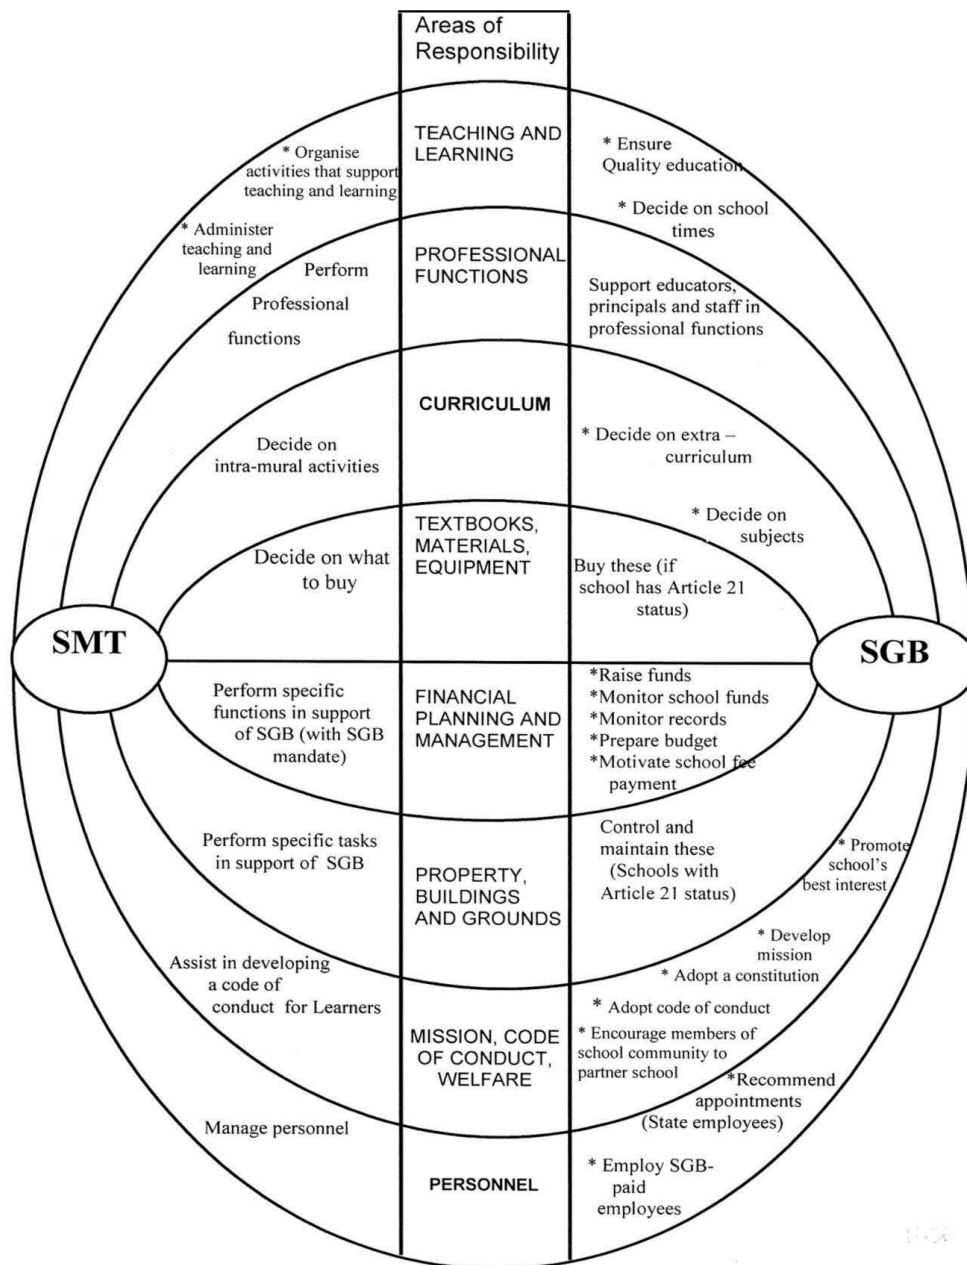 Areas of
Responsibility
TEACHING AND
LEARNING
* Organise
activities that support
teaching and learning
* Administer
teaching and
learning
* Ensure
Quality education
* Decide on school
times
PROFESSIONAL
FUNCTIONS
Perform
Professional
functions
Support educators,
principals and staff in
professional functions
CURRICULUM
Decide on
intra-mural activities
* Decide on extra –
curriculum
* Decide on
subjects
TEXTBOOKS,
MATERIALS,
EQUIPMENT
Decide on what
to buy
Buy these (if
school has Article 21
status)
SMT
SGB
FINANCIAL
PLANNING AND
MANAGEMENT
Perform specific
functions in support
of SGB (with SGB
mandate)
*Raise funds
*Monitor school funds
*Monitor records
*Prepare budget
*Motivate school fee
payment
PROPERTY,
BUILDINGS
AND GROUNDS
Perform specific tasks
in support of SGB
Control and
maintain these
(Schools with
Article 21 status)
* Promote
school's
best interest
* Develop
mission
* Adopt a constitution
MISSION, CODE
OF CONDUCT,
WELFARE
Assist in developing
a code of
conduct for Learners
* Adopt code of conduct
* Encourage members of
school community to
partner school
*Recommend
appointments
(State employees)
PERSONNEL
Manage personnel
* Employ SGB-
paid
employees